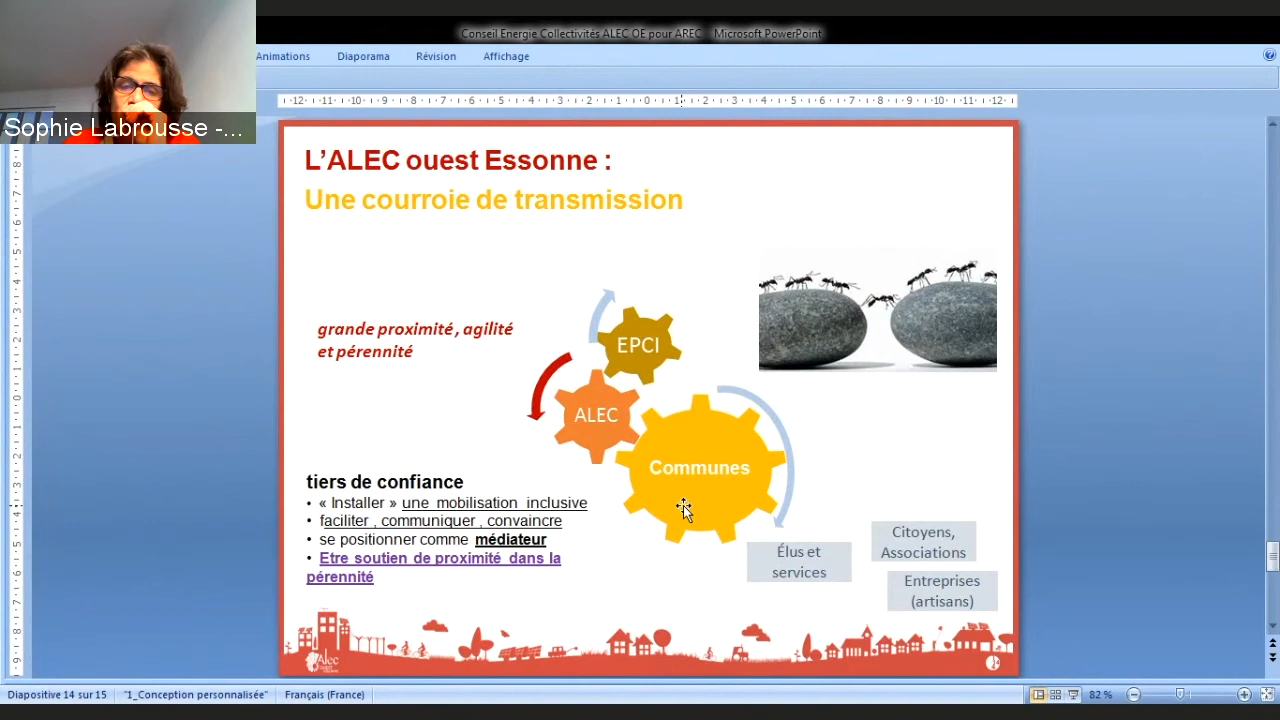 Conseil Energie Collectivités ALEC OE pour AREC - Microsoft PowerPoint
Animations Diaporama Révision Affichage
Sophie Labrousse -...
L’ALEC ouest Essonne :
Une courroie de transmission
grande proximité, agilité
et pérennité
EPCI
ALEC
Communes
tiers de confiance
• « Installer » une mobilisation inclusive
• faciliter , communiquer , convaincre
• se positionner comme médiateur
• Etre soutien de proximité dans la
pérennité
Élus et
services
Citoyens,
Associations
Entreprises
(artisans)
Alec
Diapositive 14 sur 15 "1_Conception personnalisée" Français (France) 82 %